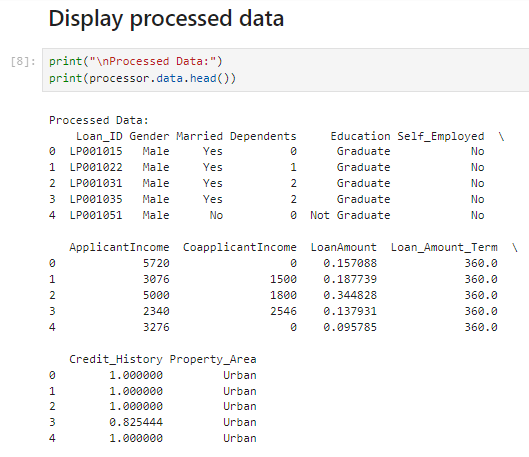 Display processed data
[8]: print("\nProcessed Data:")
print(processor.data.head())
Processed Data:
    Loan_ID Gender Married Dependents     Education Self_Employed  \
0  LP001015   Male     Yes          0      Graduate            No
1  LP001022   Male     Yes          1      Graduate            No
2  LP001031   Male     Yes          2      Graduate            No
3  LP001035   Male     Yes          2      Graduate            No
4  LP001051   Male      No          0  Not Graduate            No
   ApplicantIncome  CoapplicantIncome  LoanAmount  Loan_Amount_Term  \
0             5720                  0    0.157088             360.0
1             3076               1500    0.187739             360.0
2             5000               1800    0.344828             360.0
3             2340               2546    0.137931             360.0
4             3276                  0    0.095785             360.0
   Credit_History Property_Area
0        1.000000         Urban
1        1.000000         Urban
2        1.000000         Urban
3        0.825444         Urban
4        1.000000         Urban